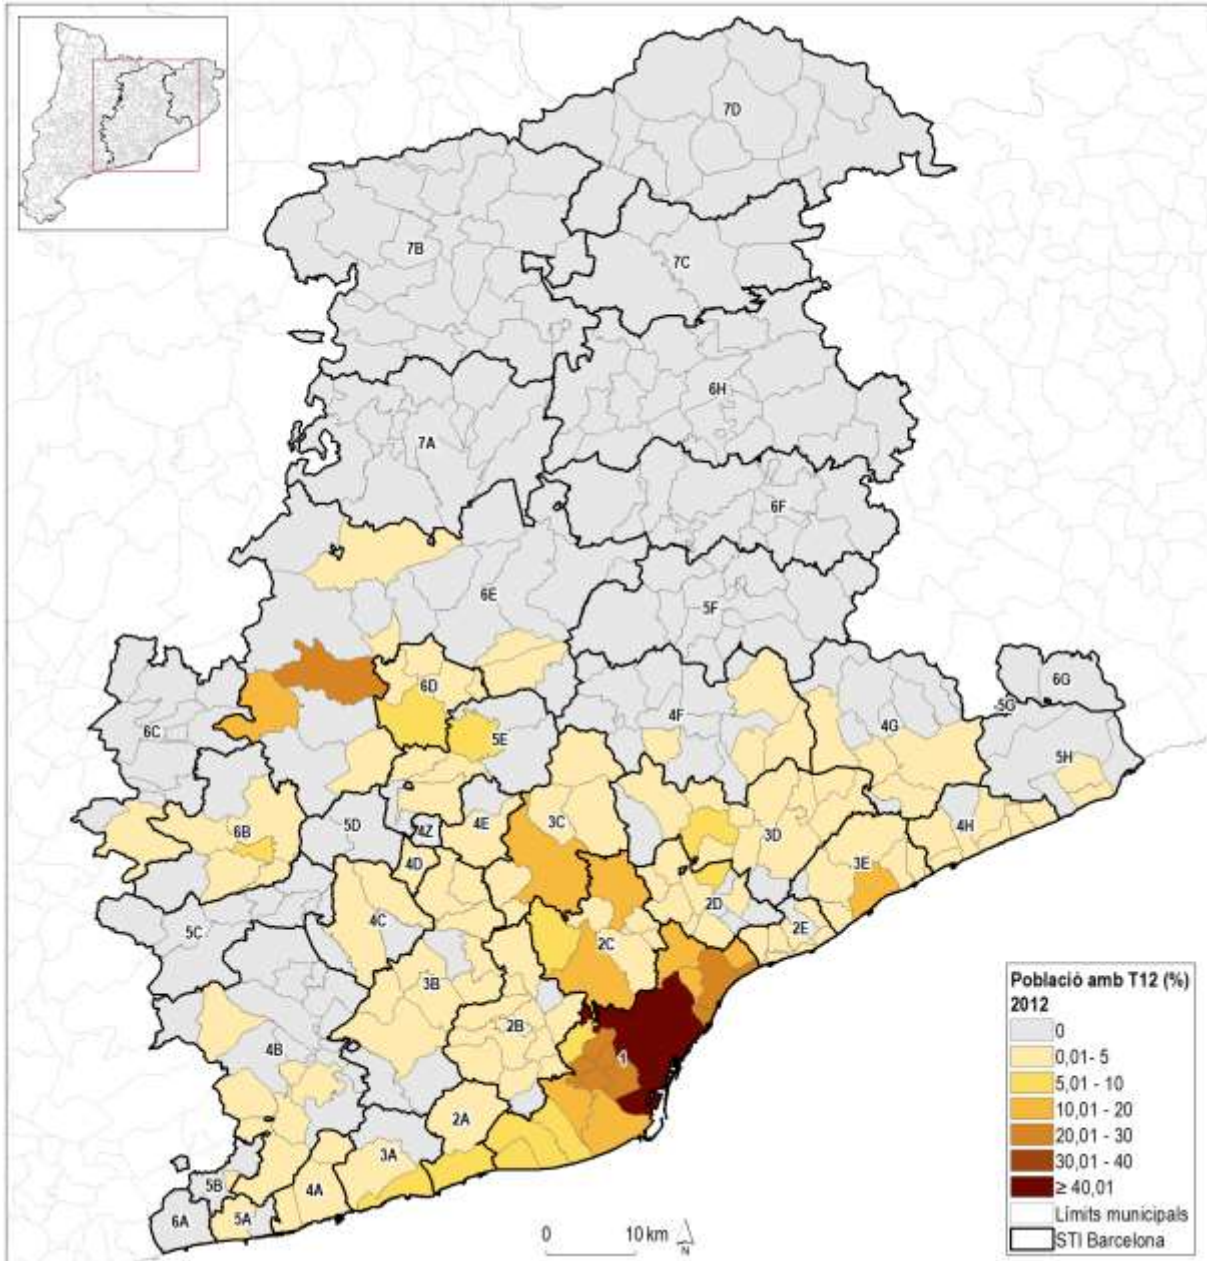 7D
7B
7C
6H
7A
6F
6E
5F
6D
6G
4F
5G
4G
6C
5E
5H
6B
5D
4Z
4E
3C
3D
4H
4D
3E
2D
4C
5C
2C
2E
3B
2B
4B
1
2A
3A
5B
4A
5A
6A
0
10 km
N
Població amb T12 (%)
2012
0
0,01- 5
5,01 - 10
10,01 - 20
20,01 - 30
30,01 - 40
≥ 40,01
Límits municipals
STI Barcelona